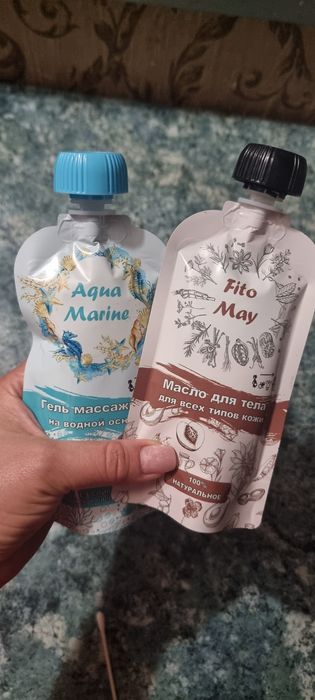 Aqua
Marine
Гель массаж
на водной осн
Fito
May
Масло для тела
для всех типов кожи
100%
НАТУРАЛЬНОЕ